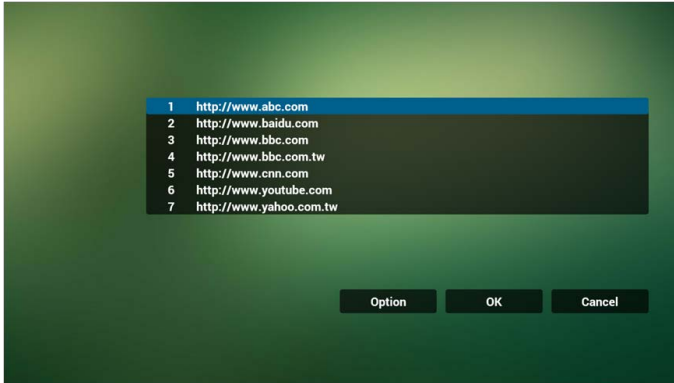 1 http://www.abc.com
2 http://www.baidu.com
3 http://www.bbc.com
4 http://www.bbc.com.tw
5 http://www.cnn.com
6 http://www.youtube.com
7 http://www.yahoo.com.tw
Option OK Cancel